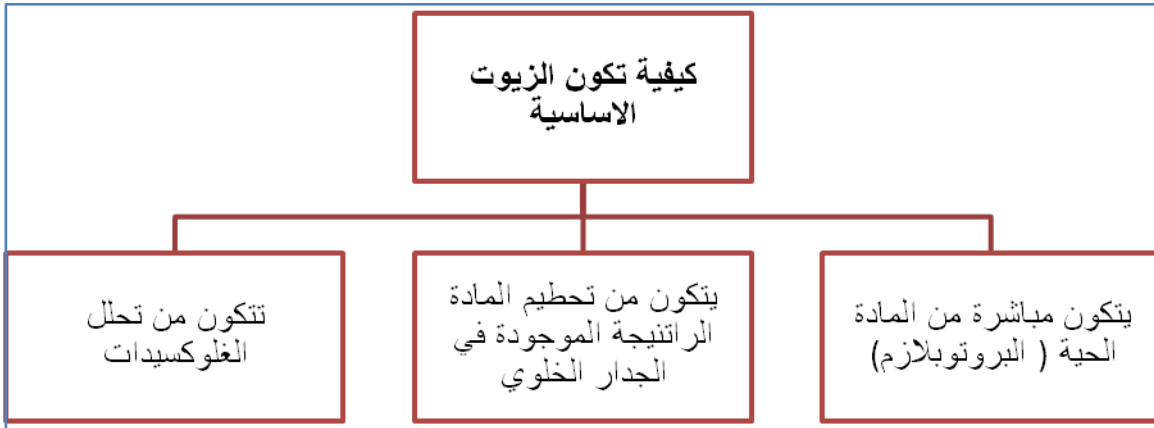 كيفية تكون الزيوت
الاساسية
يتكون مباشرة من المادة
الحية ( البروتوبلازم)
يتكون من تحطيم المادة
الراتنيجة الموجودة في
الجدار الخلوي
تتكون من تحلل
الغلوكسيدات